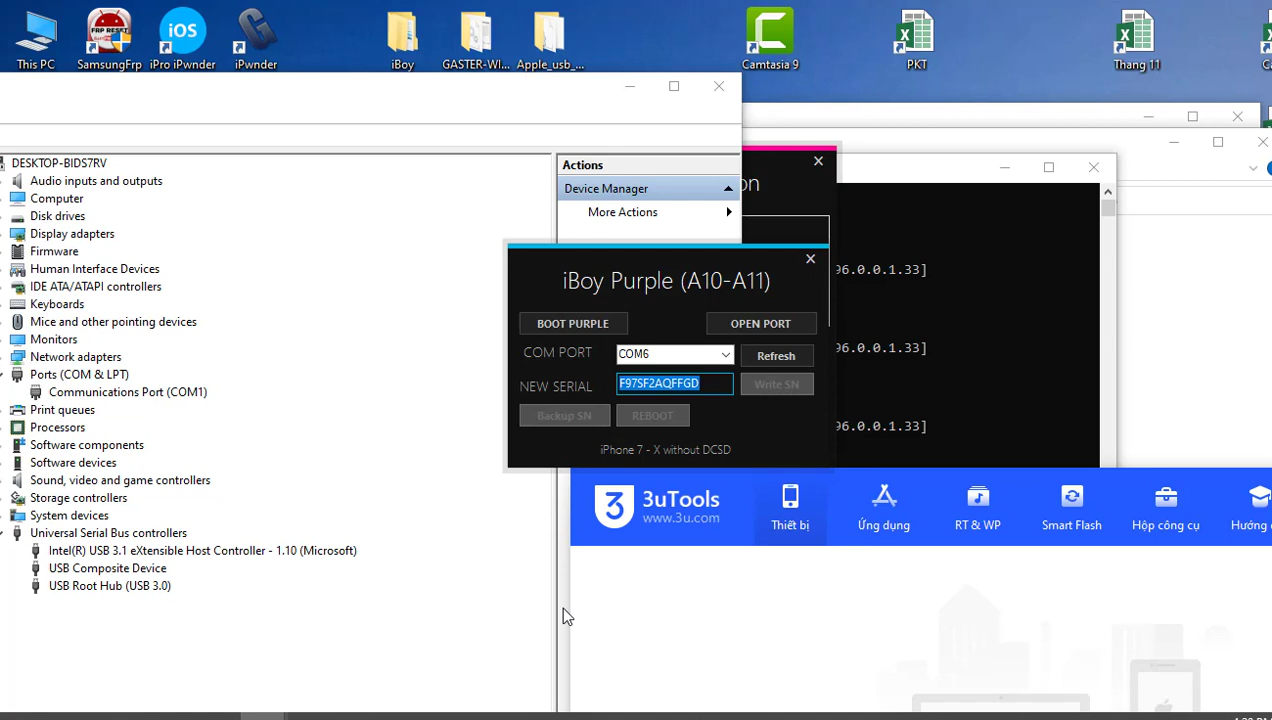 This PC
SamsungFrp
iPro iPwnder
iPwnder
iBoy
GASTER-WI...
Apple_usb_...
Camtasia 9
PKT
Thang 11
DESKTOP-BIDS7RV
Audio inputs and outputs
Computer
Disk drives
Display adapters
Firmware
Human Interface Devices
IDE ATA/ATAPI controllers
Keyboards
Mice and other pointing devices
Monitors
Network adapters
Ports (COM & LPT)
Communications Port (COM1)
Print queues
Processors
Software components
Software devices
Sound, video and game controllers
Storage controllers
System devices
Universal Serial Bus controllers
Intel(R) USB 3.1 eXtensible Host Controller - 1.10 (Microsoft)
USB Composite Device
USB Root Hub (USB 3.0)
Actions
Device Manager
More Actions
on
96.0.0.1.33]
96.0.0.1.33]
96.0.0.1.33]
iBoy Purple (A10-A11)
BOOT PURPLE
OPEN PORT
COM PORT
COM6
Refresh
NEW SERIAL
F97SF2AQFFGD
Write SN
Backup SN
REBOOT
iPhone 7 - X without DCSD
3uTools
www.3u.com
Thiết bị
Ứng dụng
RT & WP
Smart Flash
Hộp công cụ
Hướng